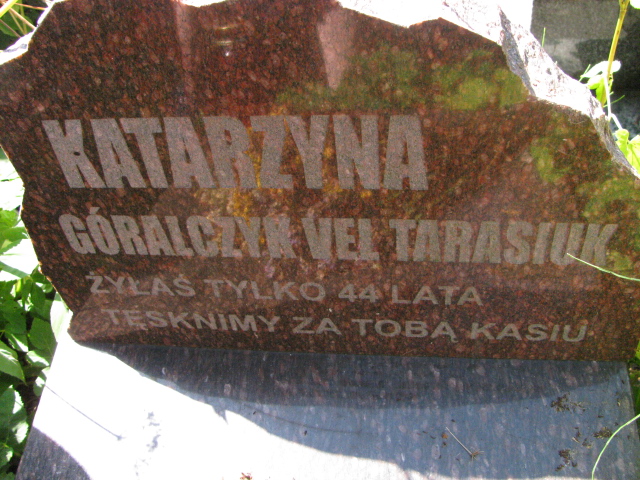 KATARZYNA
GÓRALCZYK VEL TARASIUK
ŻYŁAŚ TYLKO 44 LATA
TĘSKNIMY ZA TOBĄ KASIU